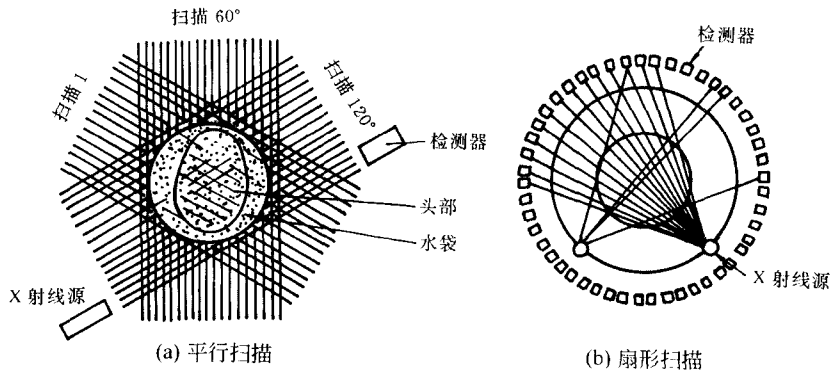 扫描 60°
扫描 1
扫描 120°
检测器
头部
水袋
X 射线源
(a) 平行扫描
检测器
X 射线源
(b) 扇形扫描